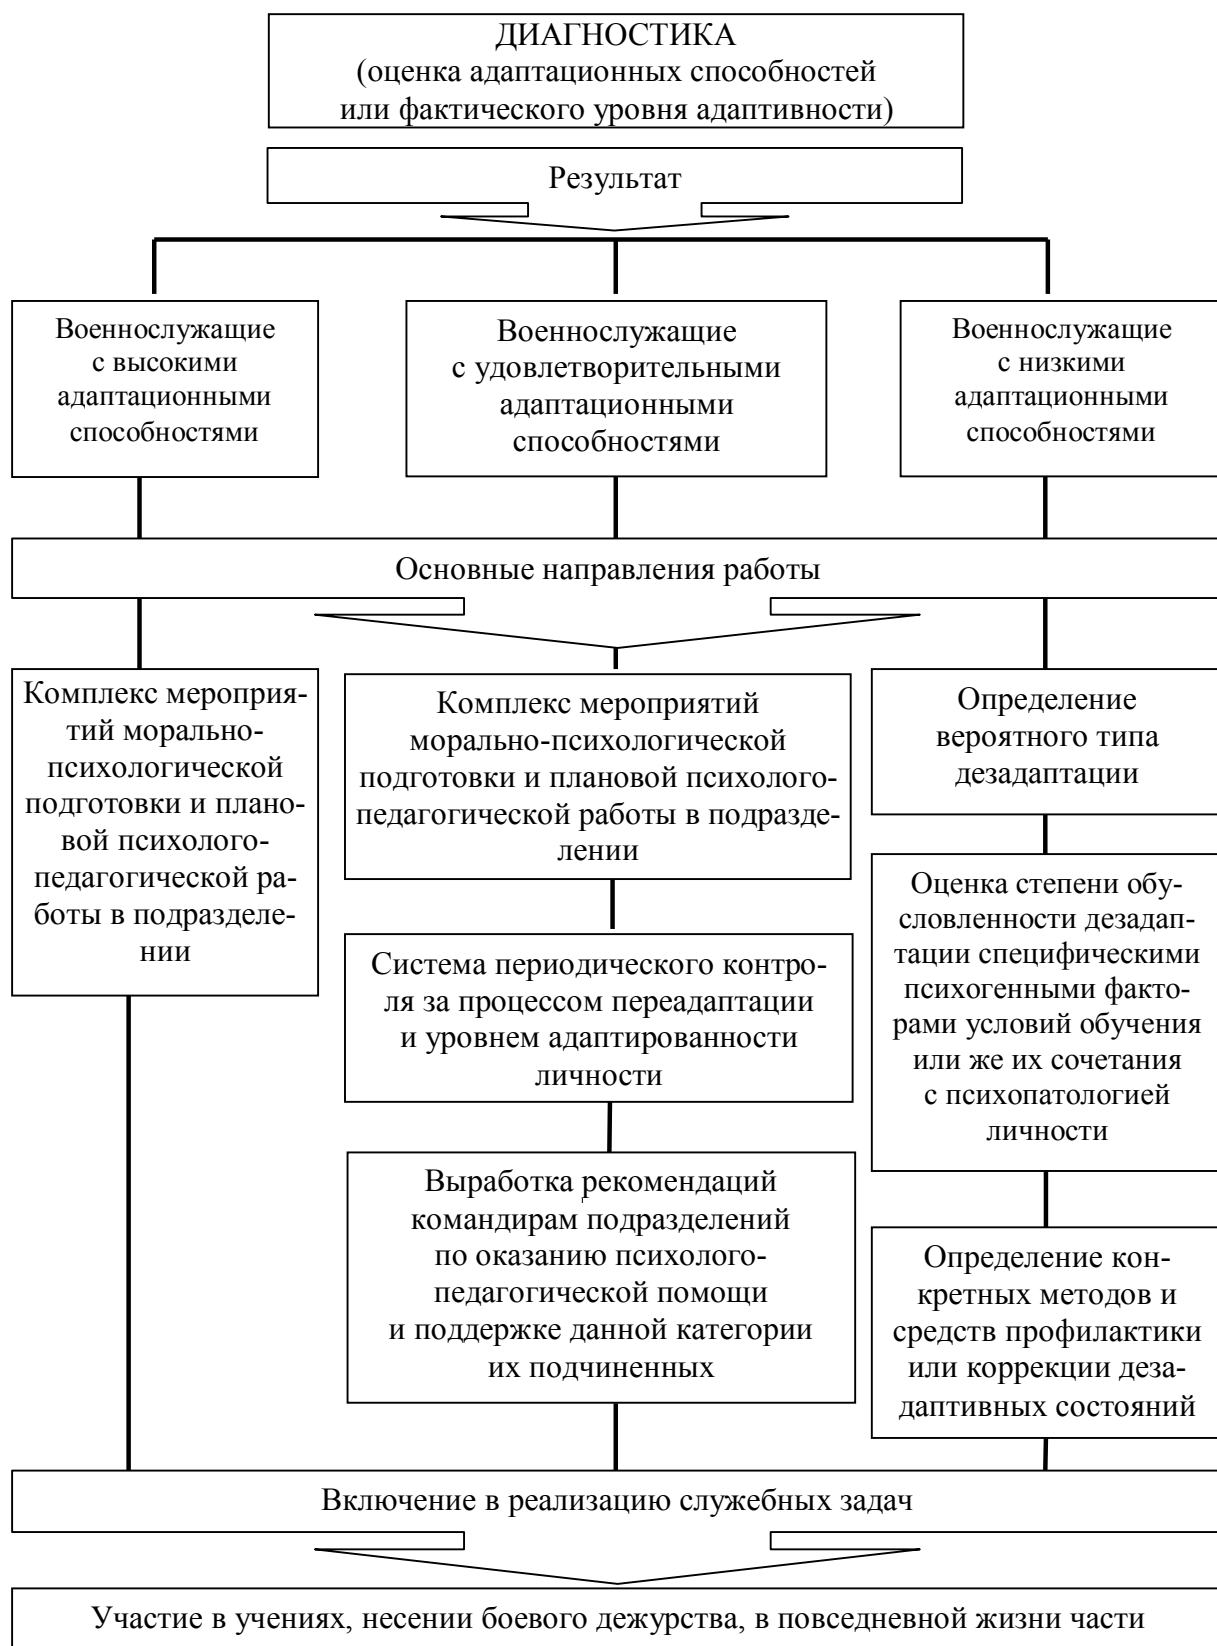 ДИАГНОСТИКА
(оценка адаптационных способностей
или фактического уровня адаптивности)
Результат
Военнослужащие
с высокими
адаптационными
способностями
Военнослужащие
с удовлетворительными
адаптационными
способностями
Военнослужащие
с низкими
адаптационными
способностями
Основные направления работы
Комплекс мероприя-
тий морально-
психологической
подготовки и плано-
вой психолого-
педагогической ра-
боты в подразделе-
нии
Комплекс мероприятий
морально-психологической
подготовки и плановой психолого-
педагогической работы в подразде-
лении
Система периодического контро-
ля за процессом переадаптации
и уровнем адаптированности
личности
Выработка рекомендаций
командирам подразделений
по оказанию психолого-
педагогической помощи
и поддержке данной категории
их подчиненных
Определение
вероятного типа
дезадаптации
Оценка степени обу-
словленности дезадап-
тации специфическими
психогенными факто-
рами условий обучения
или же их сочетания
с психопатологией
личности
Определение кон-
кретных методов и
средств профилактики
или коррекции деза-
даптивных состояний
Включение в реализацию служебных задач
Участие в учениях, несении боевого дежурства, в повседневной жизни части